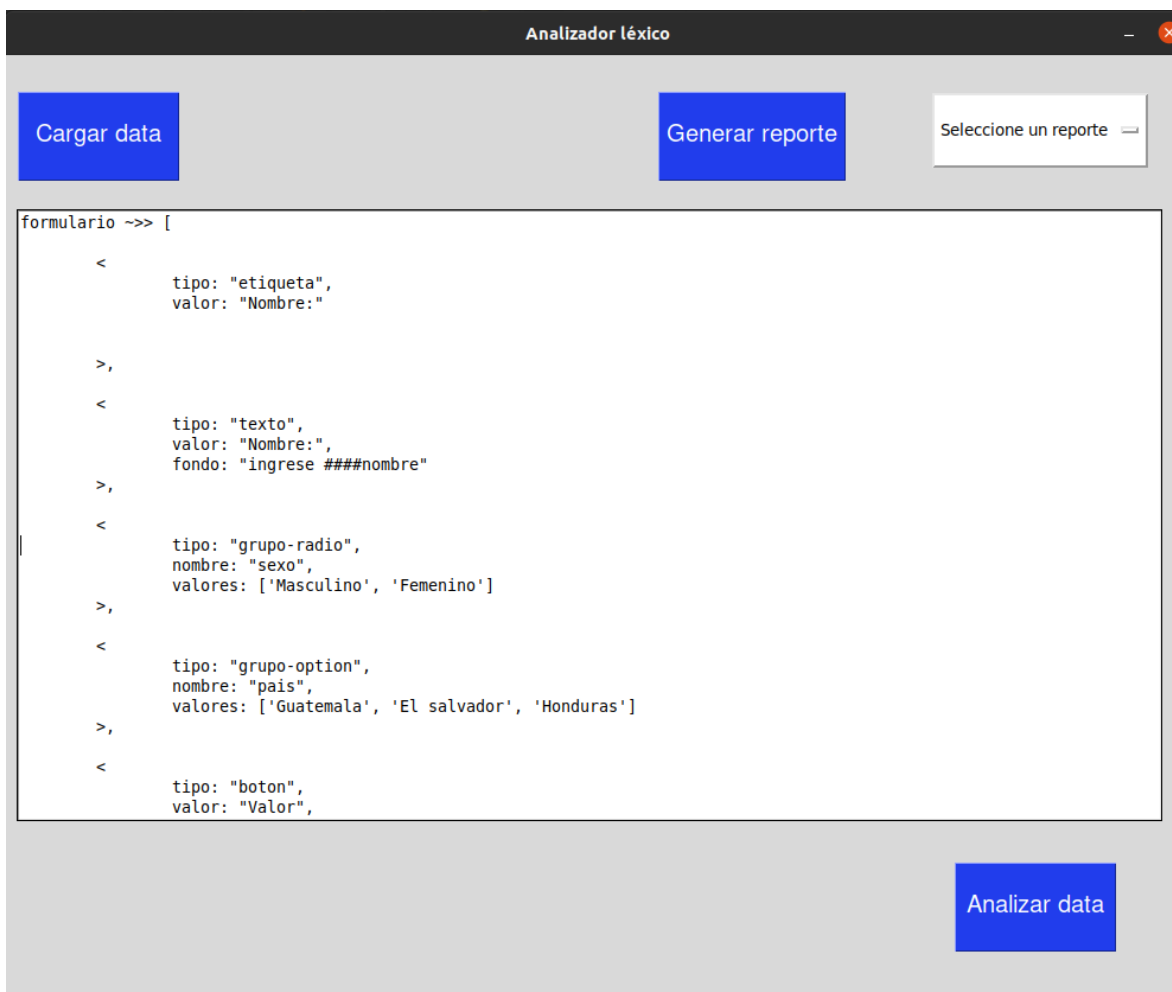 Analizador léxico
Cargar data
Generar reporte
Seleccione un reporte
formulario ~>> [
<
tipo: "etiqueta",
valor: "Nombre:"
>,
<
tipo: "texto",
valor: "Nombre:",
fondo: "ingrese ####nombre"
>,
<
tipo: "grupo-radio",
nombre: "sexo",
valores: ['Masculino', 'Femenino']
>,
<
tipo: "grupo-option",
nombre: "pais",
valores: ['Guatemala', 'El salvador', 'Honduras']
>,
<
tipo: "boton",
valor: "Valor",
Analizar data